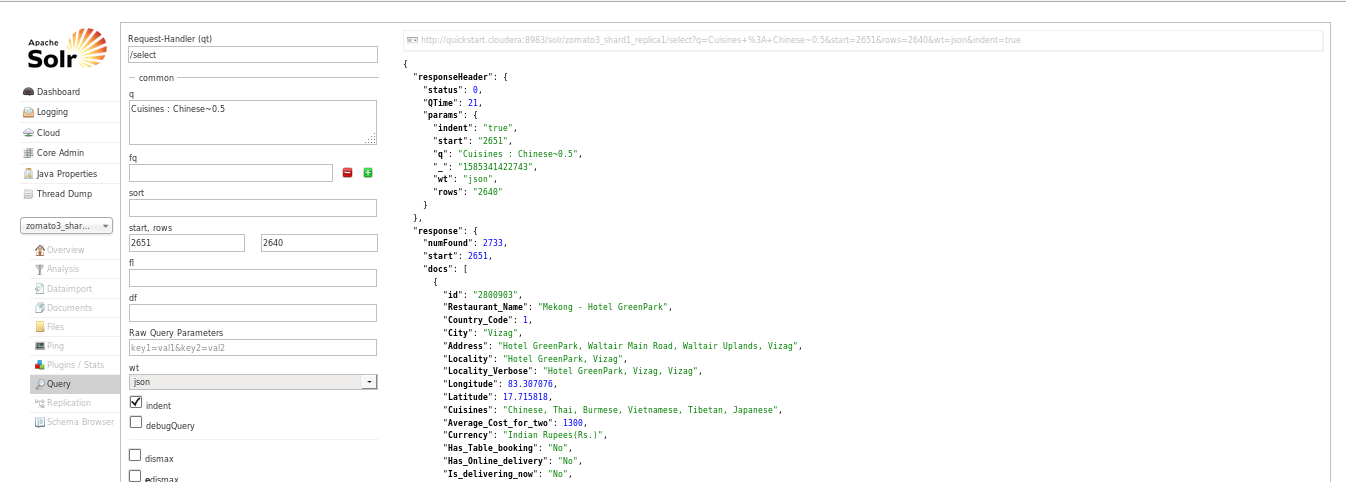 Apache
Solr
Dashboard
Logging
Cloud
Core Admin
Java Properties
Thread Dump
zomato3_shar...
Overview
Analysis
Dataimport
Documents
Files
Ping
Plugins / Stats
Query
Replication
Schema Browser
Request-Handler (qt)
/select
common
q
Cuisines : Chinese~0.5
fq
sort
start, rows
2651 2640
fl
df
Raw Query Parameters
key1=val1&key2=val2
wt
json
indent
debugQuery
dismax
edismax
http://quickstart.cloudera:8983/solr/zomato3_shard1_replica1/select?q=Cuisines+%3A+Chinese~0.5&start=2651&rows=2640&wt=json&indent=true
{
"responseHeader": {
"status": 0,
"QTime": 21,
"params": {
"indent": "true",
"start": "2651",
"q": "Cuisines : Chinese~0.5",
"_": "1585341422743",
"wt": "json",
"rows": "2640"
}
},
"response": {
"numFound": 2733,
"start": 2651,
"docs": [
{
"id": "2800903",
"Restaurant_Name": "Mekong - Hotel GreenPark",
"Country_Code": 1,
"City": "Vizag",
"Address": "Hotel GreenPark, Waltair Main Road, Waltair Uplands, Vizag",
"Locality": "Hotel GreenPark, Vizag",
"Locality_Verbose": "Hotel GreenPark, Vizag, Vizag",
"Longitude": 83.307076,
"Latitude": 17.715818,
"Cuisines": "Chinese, Thai, Burmese, Vietnamese, Tibetan, Japanese",
"Average_Cost_for_two": 1300,
"Currency": "Indian Rupees(Rs.)",
"Has_Table_booking": "No",
"Has_Online_delivery": "No",
"Is_delivering_now": "No",